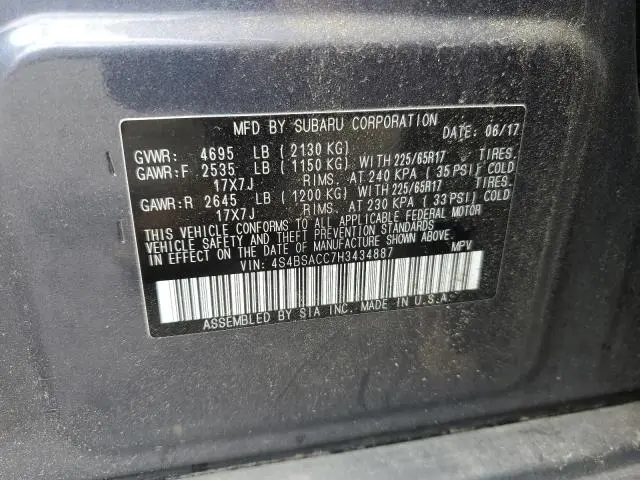 MFD BY SUBARU CORPORATION DATE: 06/17
GVWR: 4695 LB ( 2130 KG)
GAWR:F 2535 LB ( 1150 KG) WITH 225/65R17 TIRES.
17X7J RIMS. AT 240 KPA ( 35 PSI) COLD
GAWR:R 2645 LB ( 1200 KG) WITH 225/65R17 TIRES.
17X7J RIMS. AT 230 KPA ( 33 PSI) COLD
THIS VEHICLE CONFORMS TO ALL APPLICABLE FEDERAL MOTOR
VEHICLE SAFETY AND THEFT PREVENTION STANDARDS
IN EFFECT ON THE DATE OF MANUFACTURE SHOWN ABOVE.
VIN: 4S4BSACC7H3434887 MPV
ASSEMBLED BY SIA INC. MADE IN U.S.A.